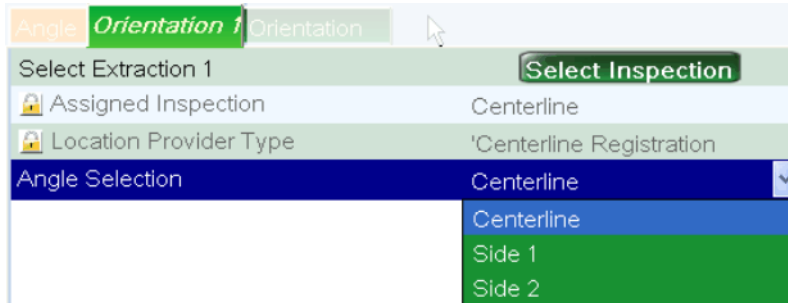 Angle Orientation 1 Orientation
Select Extraction 1 Select Inspection
Assigned Inspection Centerline
Location Provider Type 'Centerline Registration
Angle Selection Centerline
Centerline
Side 1
Side 2